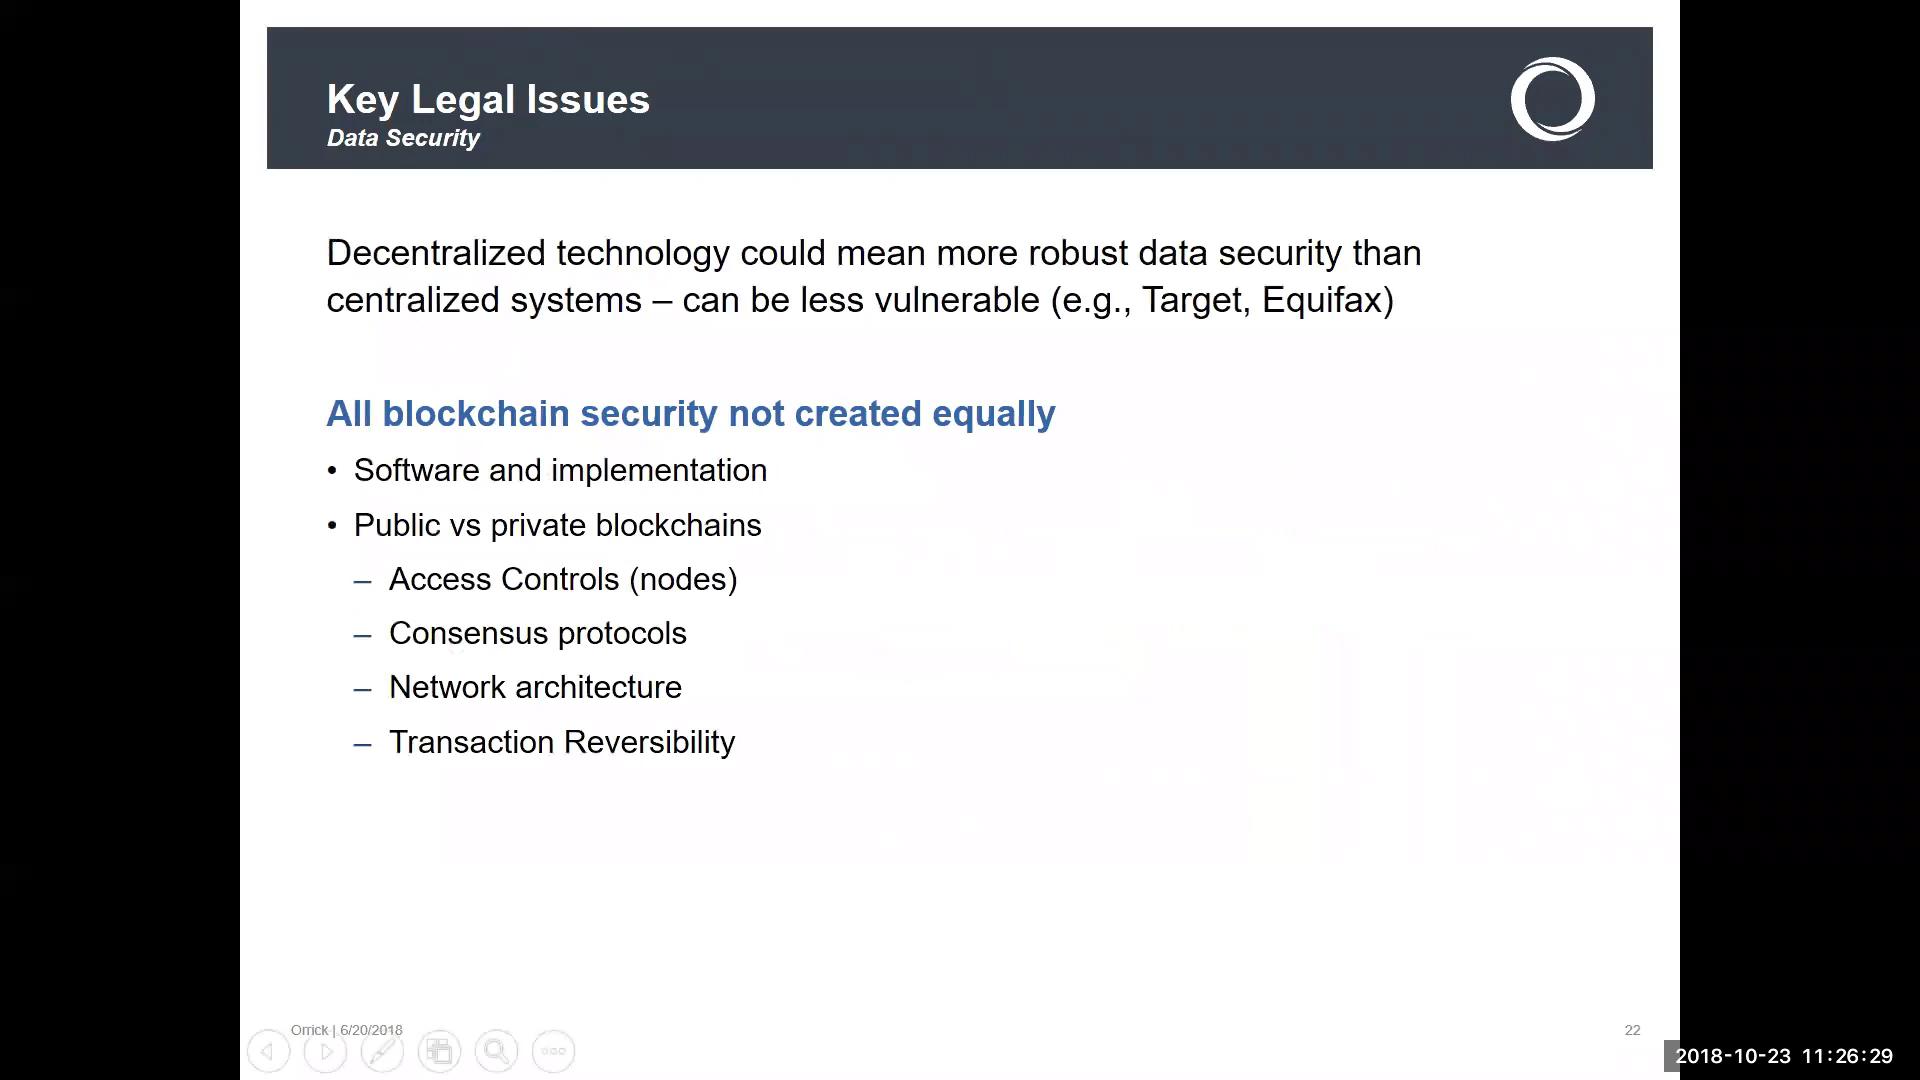 Key Legal Issues
Data Security
Decentralized technology could mean more robust data security than
centralized systems – can be less vulnerable (e.g., Target, Equifax)
All blockchain security not created equally
• Software and implementation
• Public vs private blockchains
– Access Controls (nodes)
– Consensus protocols
– Network architecture
– Transaction Reversibility
Orrick | 6/20/2018
22
2018-10-23 11:26:29